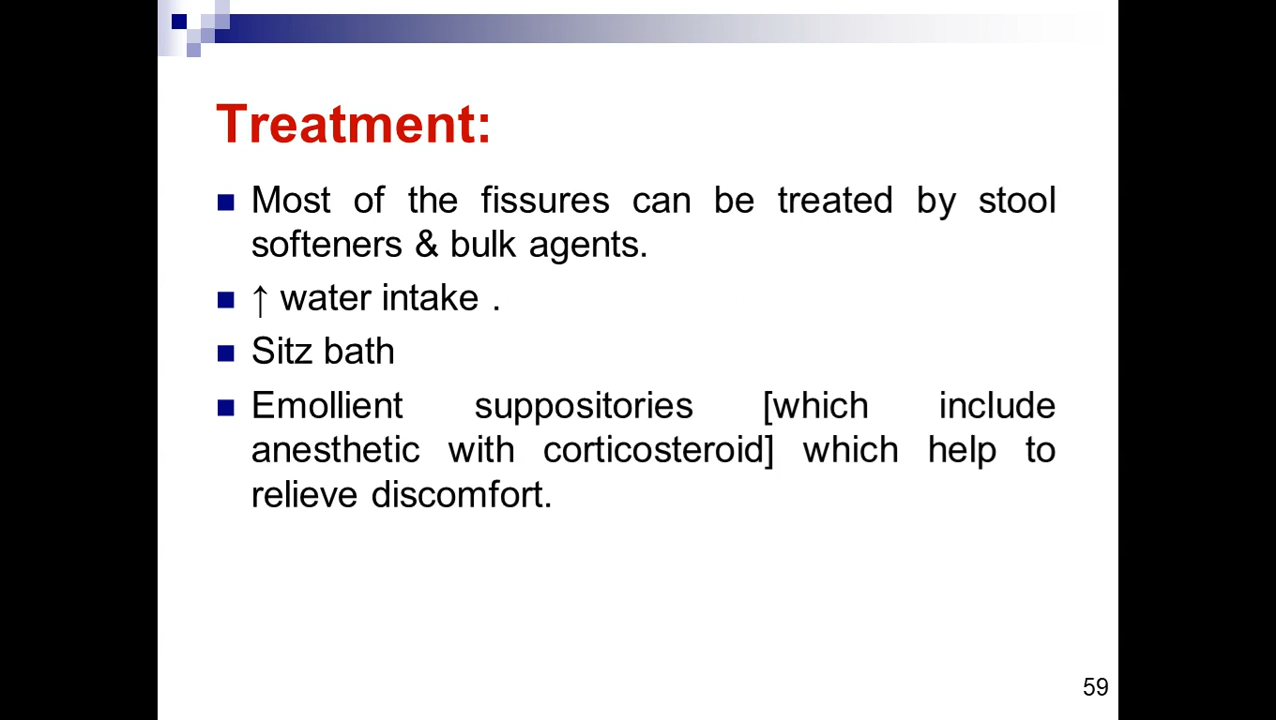 Treatment:
Most of the fissures can be treated by stool
softeners & bulk agents.
↑ water intake .
Sitz bath
Emollient suppositories [which include
anesthetic with corticosteroid] which help to
relieve discomfort.
59